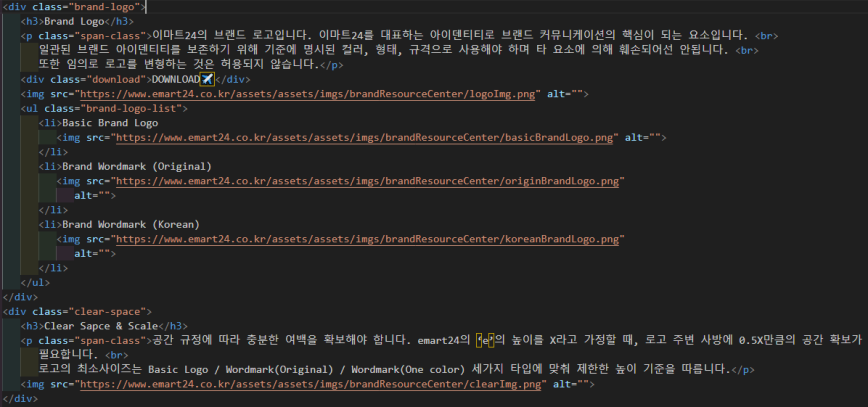 <div class="brand-logo">
<h3>Brand Logo</h3>
<p class="span-class">이마트24의 브랜드 로고입니다. 이마트24를 대표하는 아이덴티티로 브랜드 커뮤니케이션의 핵심이 되는 요소입니다. <br>
일관된 브랜드 아이덴티티를 보존하기 위해 기준에 명시된 컬러, 형태, 규격으로 사용해야 하며 타 요소에 의해 훼손되어선 안됩니다. <br>
또한 임의로 로고를 변형하는 것은 허용되지 않습니다.</p>
<div class="download">DOWNLOAD✈️</div>
<img src="https://www.emart24.co.kr/assets/assets/imgs/brandResourceCenter/logoImg.png" alt="">
<ul class="brand-logo-list">
<li>Basic Brand Logo
<img src="https://www.emart24.co.kr/assets/assets/imgs/brandResourceCenter/basicBrandLogo.png" alt="">
</li>
<li>Brand Wordmark (Original)
<img src="https://www.emart24.co.kr/assets/assets/imgs/brandResourceCenter/originBrandLogo.png"
alt="">
</li>
<li>Brand Wordmark (Korean)
<img src="https://www.emart24.co.kr/assets/assets/imgs/brandResourceCenter/koreanBrandLogo.png"
alt="">
</li>
</ul>
</div>
<div class="clear-space">
<h3>Clear Sapce & Scale</h3>
<p class="span-class">공간 규정에 따라 충분한 여백을 확보해야 합니다. emart24의 ‘e’의 높이를 X라고 가정할 때, 로고 주변 사방에 0.5X만큼의 공간 확보가
필요합니다. <br>
로고의 최소사이즈는 Basic Logo / Wordmark(Original) / Wordmark(One color) 세가지 타입에 맞춰 제한한 높이 기준을 따릅니다.</p>
<img src="https://www.emart24.co.kr/assets/assets/imgs/brandResourceCenter/clearImg.png" alt="">
</div>